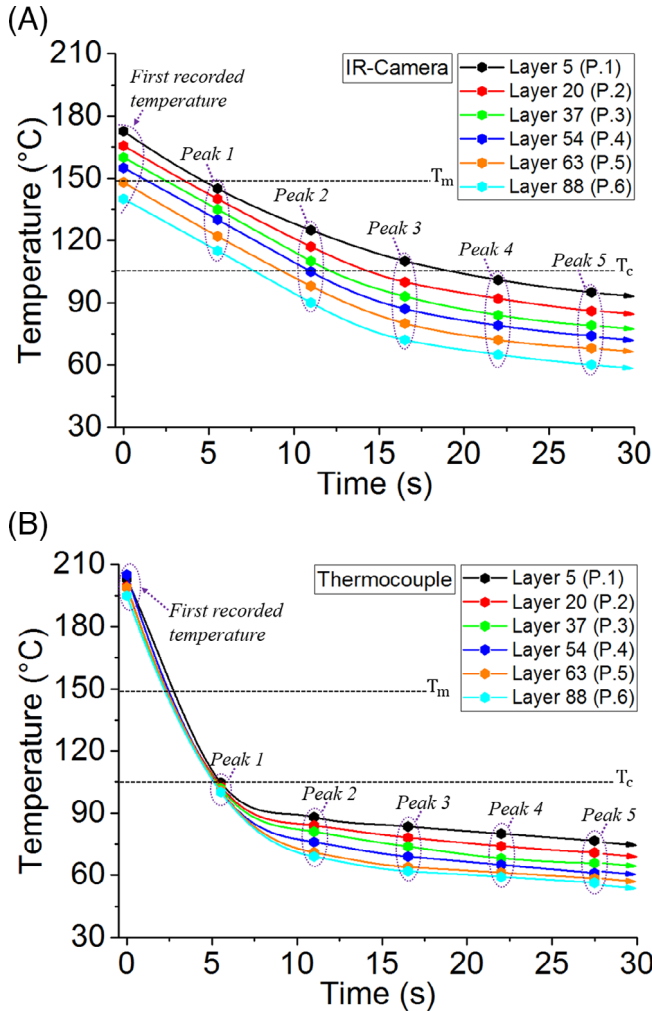 (A)
210
180
150
120
90
60
30
Temperature (°C)
0
5
10
15
20
25
30
Time (s)
First recorded
temperature
Peak 1
Peak 2
Peak 3
Peak 4
Peak 5
Tm
Tc
IR-Camera
Layer 5 (P.1)
Layer 20 (P.2)
Layer 37 (P.3)
Layer 54 (P.4)
Layer 63 (P.5)
Layer 88 (P.6)
(B)
210
180
150
120
90
60
30
Temperature (°C)
0
5
10
15
20
25
30
Time (s)
First recorded
temperature
Peak 1
Peak 2
Peak 3
Peak 4
Peak 5
Tm
Tc
Thermocouple
Layer 5 (P.1)
Layer 20 (P.2)
Layer 37 (P.3)
Layer 54 (P.4)
Layer 63 (P.5)
Layer 88 (P.6)